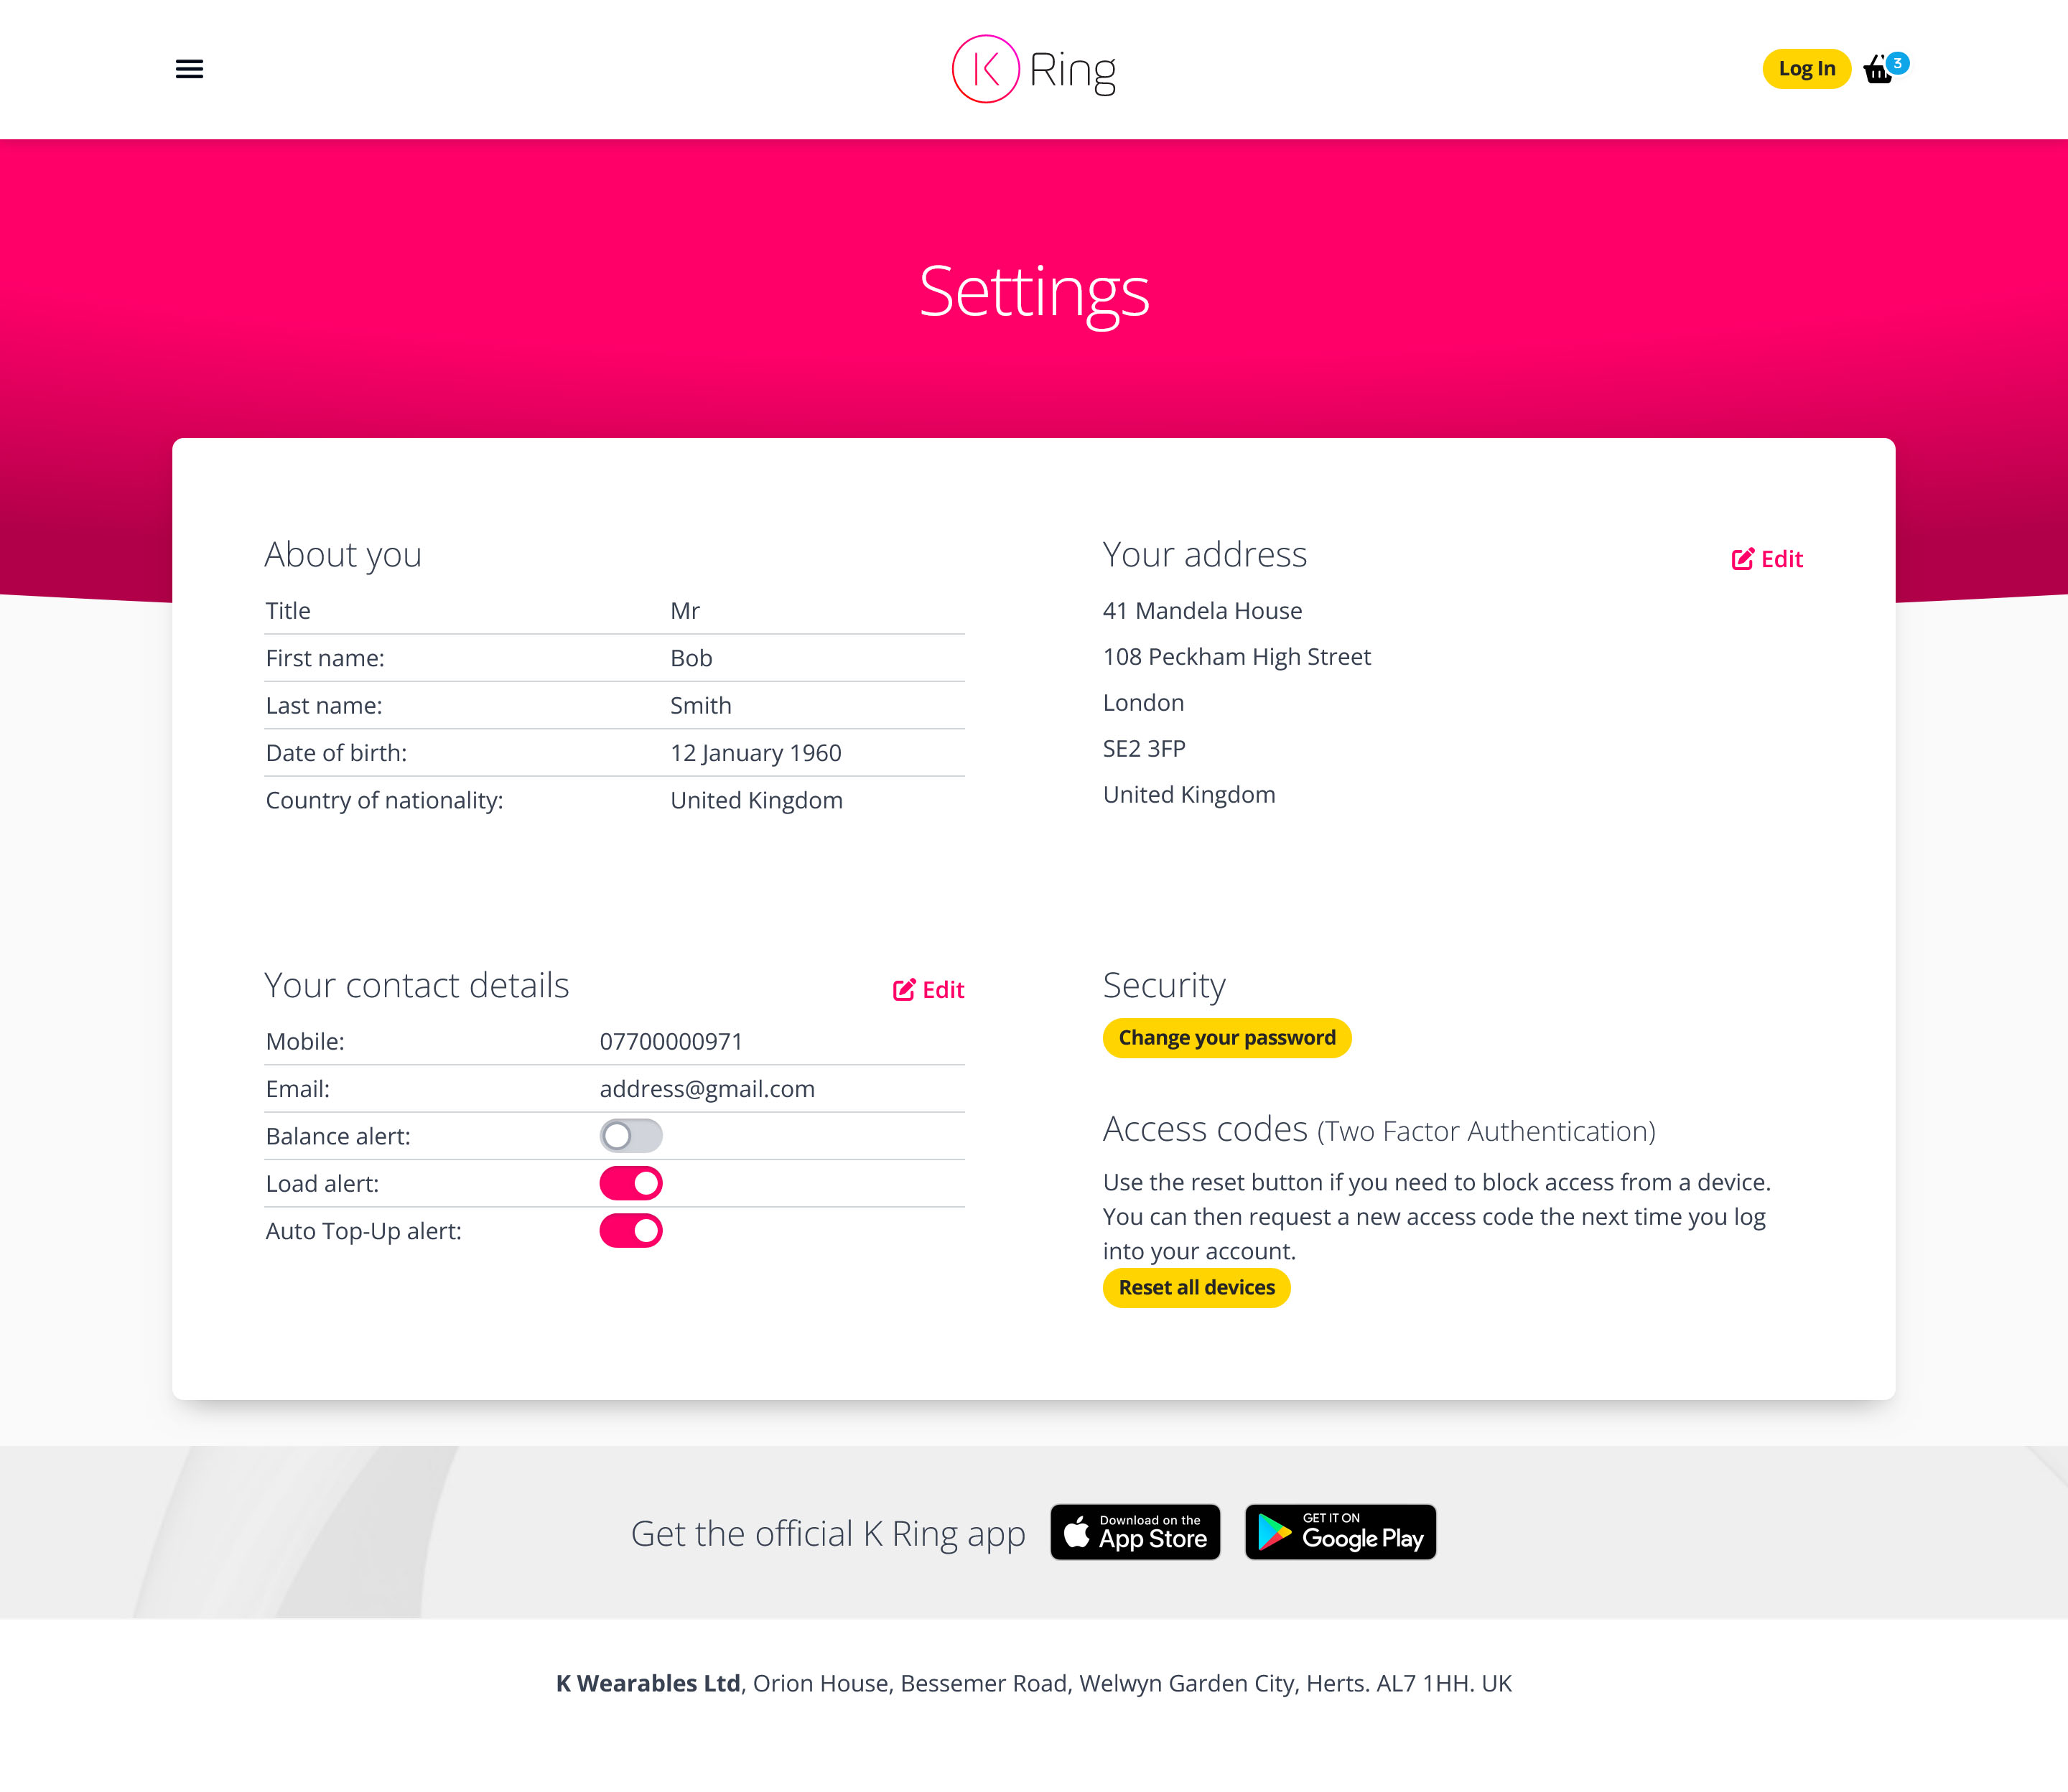 K Ring
Log In
3
Settings
About you
Title Mr
First name: Bob
Last name: Smith
Date of birth: 12 January 1960
Country of nationality: United Kingdom
Your address
Edit
41 Mandela House
108 Peckham High Street
London
SE2 3FP
United Kingdom
Your contact details
Edit
Mobile: 07700000971
Email: address@gmail.com
Balance alert:
Load alert:
Auto Top-Up alert:
Security
Change your password
Access codes (Two Factor Authentication)
Use the reset button if you need to block access from a device.
You can then request a new access code the next time you log
into your account.
Reset all devices
Get the official K Ring app
Download on the
App Store
GET IT ON
Google Play
K Wearables Ltd, Orion House, Bessemer Road, Welwyn Garden City, Herts. AL7 1HH. UK